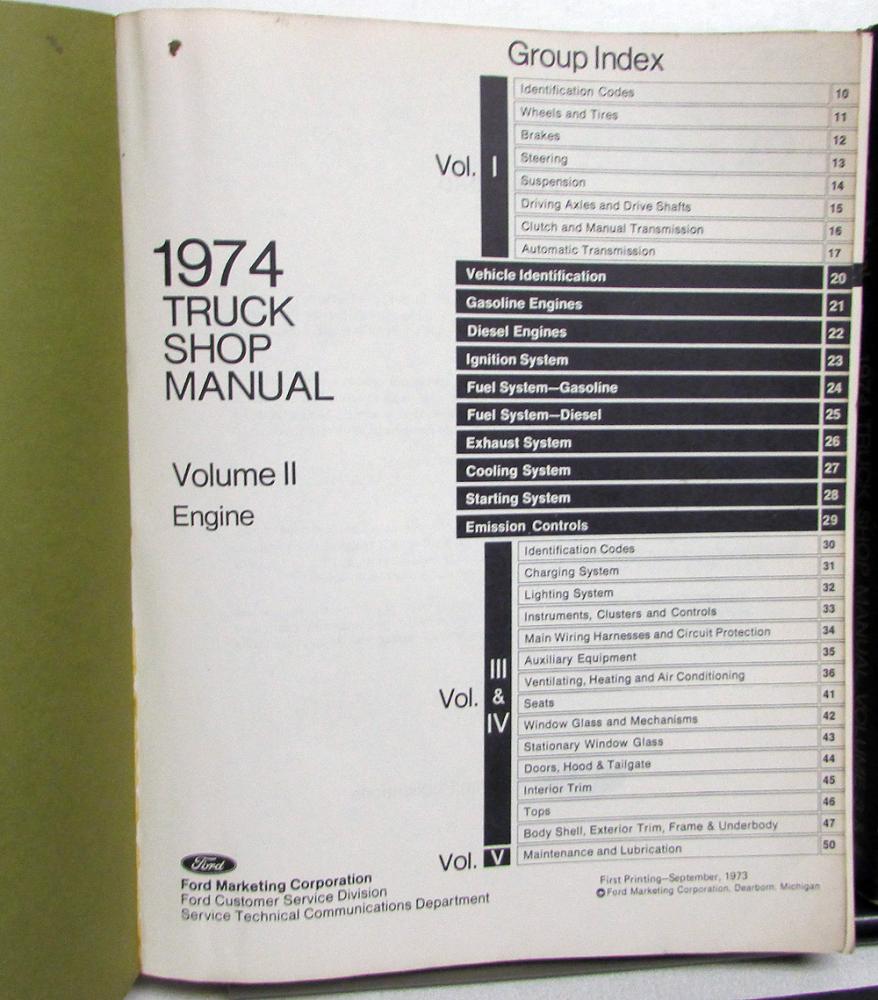 Group Index
Vol. I
Identification Codes 10
Wheels and Tires 11
Brakes 12
Steering 13
Suspension 14
Driving Axles and Drive Shafts 15
Clutch and Manual Transmission 16
Automatic Transmission 17
1974
TRUCK
SHOP
MANUAL
Volume II
Engine
Vehicle Identification 20
Gasoline Engines 21
Diesel Engines 22
Ignition System 23
Fuel System—Gasoline 24
Fuel System—Diesel 25
Exhaust System 26
Cooling System 27
Starting System 28
Emission Controls 29
Vol. III & IV
Identification Codes 30
Charging System 31
Lighting System 32
Instruments, Clusters and Controls 33
Main Wiring Harnesses and Circuit Protection 34
Auxiliary Equipment 35
Ventilating, Heating and Air Conditioning 36
Seats 41
Window Glass and Mechanisms 42
Stationary Window Glass 43
Doors, Hood & Tailgate 44
Interior Trim 45
Tops 46
Body Shell, Exterior Trim, Frame & Underbody 47
Vol. V
Maintenance and Lubrication 50
Ford
Ford Marketing Corporation
Ford Customer Service Division
Service Technical Communications Department
First Printing—September, 1973
© Ford Marketing Corporation, Dearborn, Michigan